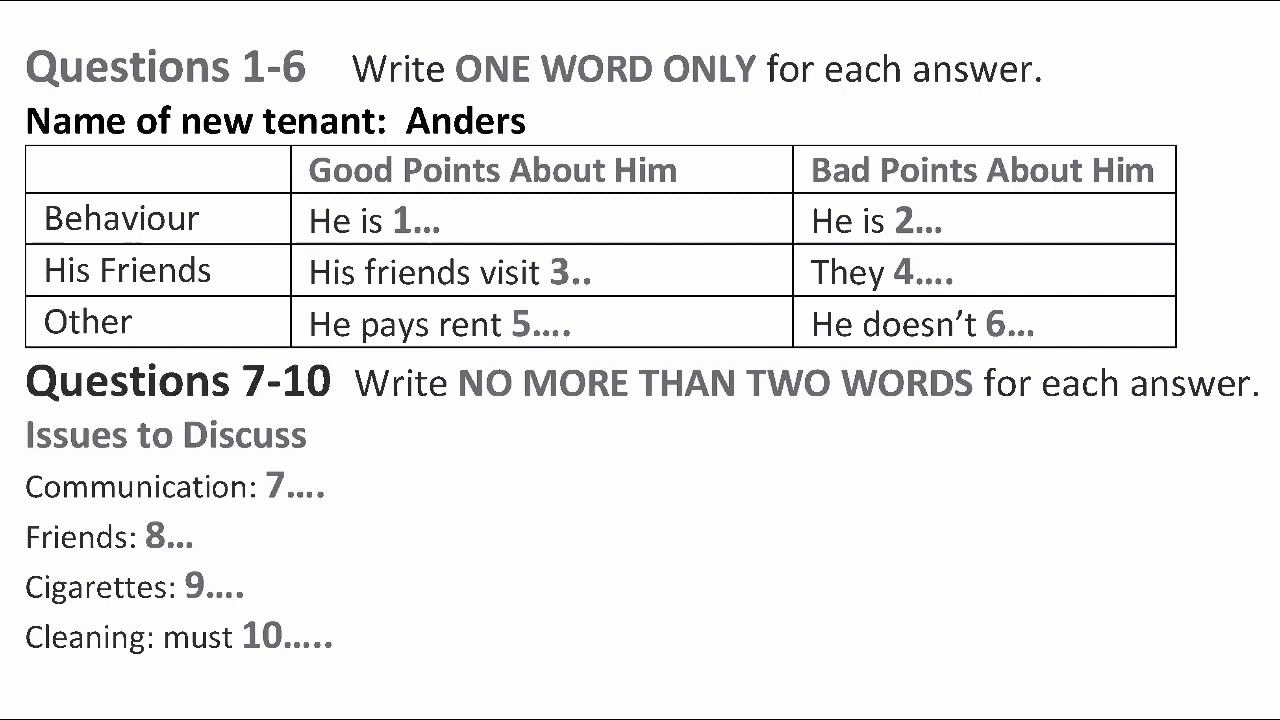 Questions 1-6 Write ONE WORD ONLY for each answer.
Name of new tenant: Anders
Good Points About Him Bad Points About Him
Behaviour He is 1... He is 2...
His Friends His friends visit 3.. They 4....
Other He pays rent 5.... He doesn't 6...
Questions 7-10 Write NO MORE THAN TWO WORDS for each answer.
Issues to Discuss
Communication: 7....
Friends: 8...
Cigarettes: 9....
Cleaning: must 10.....